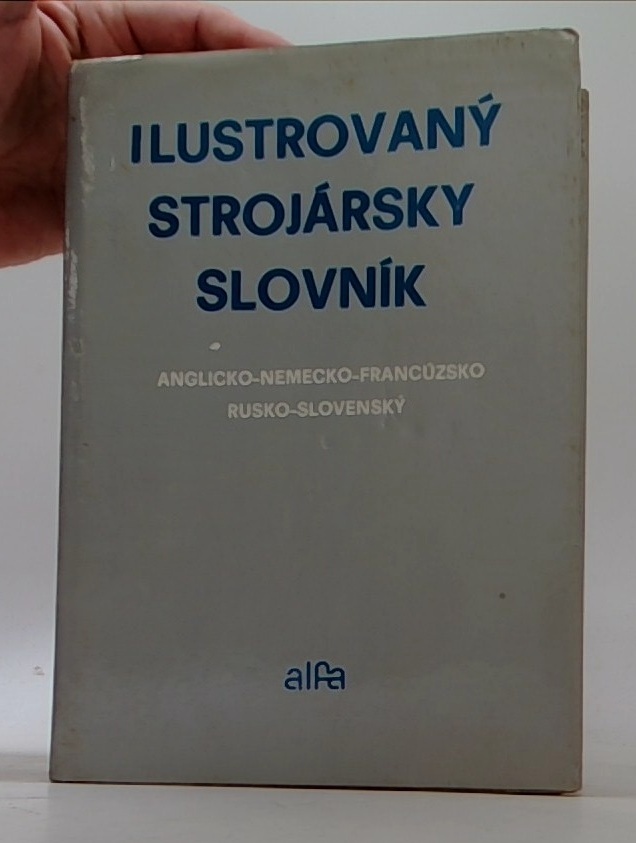 ILUSTROVANÝ
STROJÁRSKY
SLOVNÍK
ANGLICKO-NEMECKO-FRANCÚZSKO
RUSKO-SLOVENSKÝ
alfa